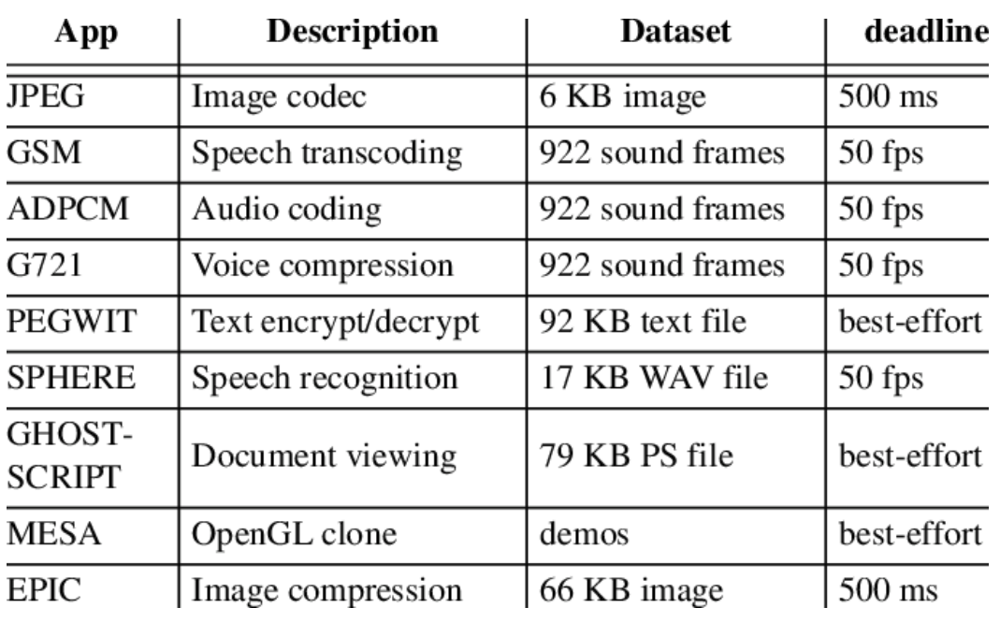 App Description Dataset deadline
JPEG Image codec 6 KB image 500 ms
GSM Speech transcoding 922 sound frames 50 fps
ADPCM Audio coding 922 sound frames 50 fps
G721 Voice compression 922 sound frames 50 fps
PEGWIT Text encrypt/decrypt 92 KB text file best-effort
SPHERE Speech recognition 17 KB WAV file 50 fps
GHOST-
SCRIPT Document viewing 79 KB PS file best-effort
MESA OpenGL clone demos best-effort
EPIC Image compression 66 KB image 500 ms